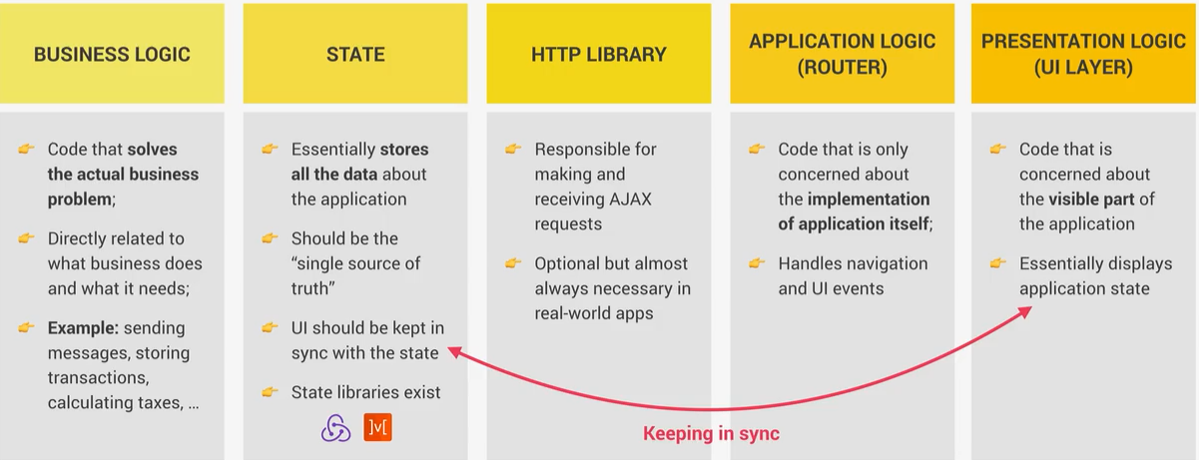 BUSINESS LOGIC
Code that solves
the actual business
problem;
Directly related to
what business does
and what it needs;
Example: sending
messages, storing
transactions,
calculating taxes, ...
STATE
Essentially stores
all the data about
the application
Should be the
“single source of
truth”
UI should be kept in
sync with the state
State libraries exist
]v[
HTTP LIBRARY
Responsible for
making and
receiving AJAX
requests
Optional but almost
always necessary in
real-world apps
APPLICATION LOGIC
(ROUTER)
Code that is only
concerned about
the implementation
of application itself;
Handles navigation
and UI events
PRESENTATION LOGIC
(UI LAYER)
Code that is
concerned about
the visible part of
the application
Essentially displays
application state
Keeping in sync